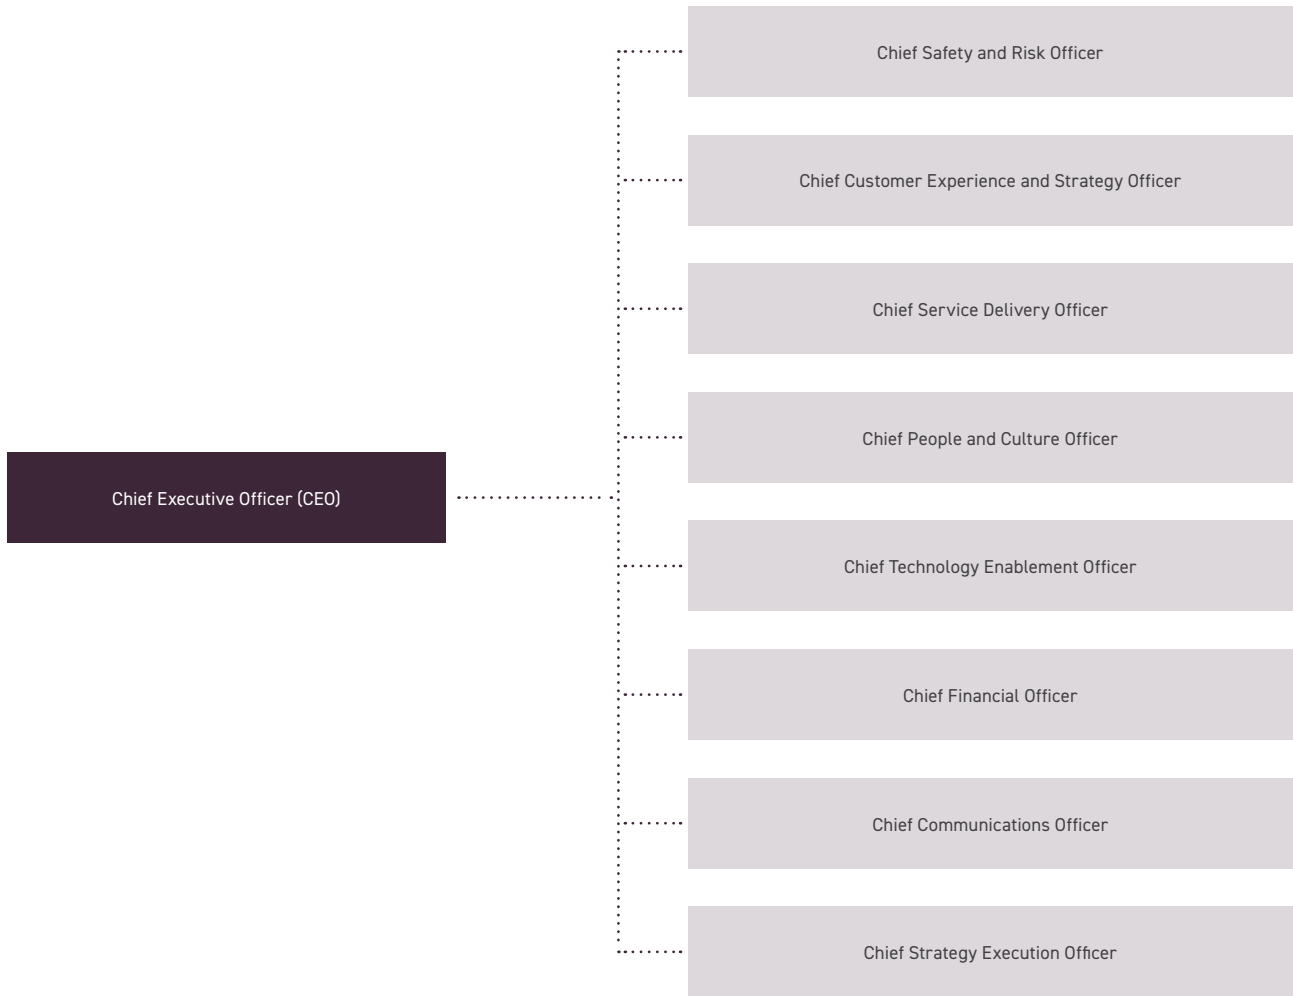 Chief Safety and Risk Officer
Chief Customer Experience and Strategy Officer
Chief Service Delivery Officer
Chief People and Culture Officer
Chief Executive Officer (CEO)
Chief Technology Enablement Officer
Chief Financial Officer
Chief Communications Officer
Chief Strategy Execution Officer